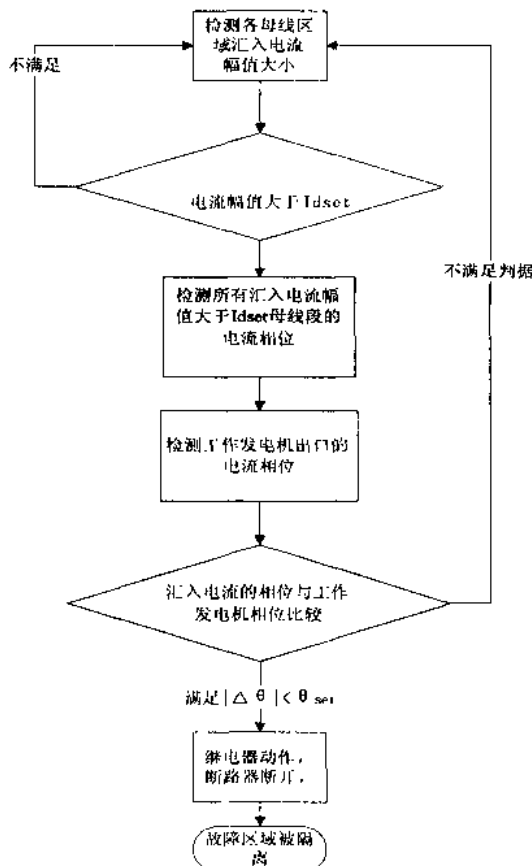 检测各母线区
域汇入电流
幅值大小
不满足
电流幅值大于Idset
不满足判据
检测所有汇入电流幅
值大于Idset母线段的
电流相位
检测工作发电机出口的
电流相位
汇入电流的相位与工作
发电机相位比较
满足|△θ|<θset
继电器动作，
断路器断开，
故障区域被隔
离